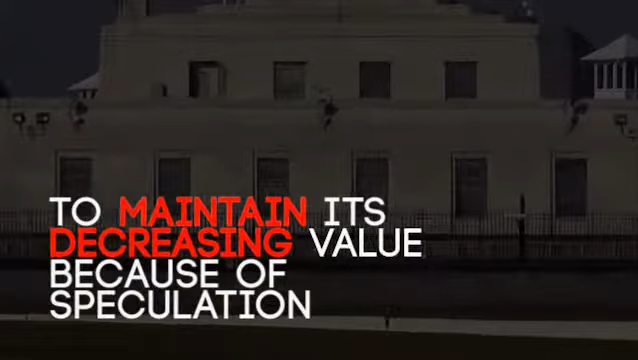 TO MAINTAIN ITS
DECREASING VALUE
BECAUSE OF
SPECULATION